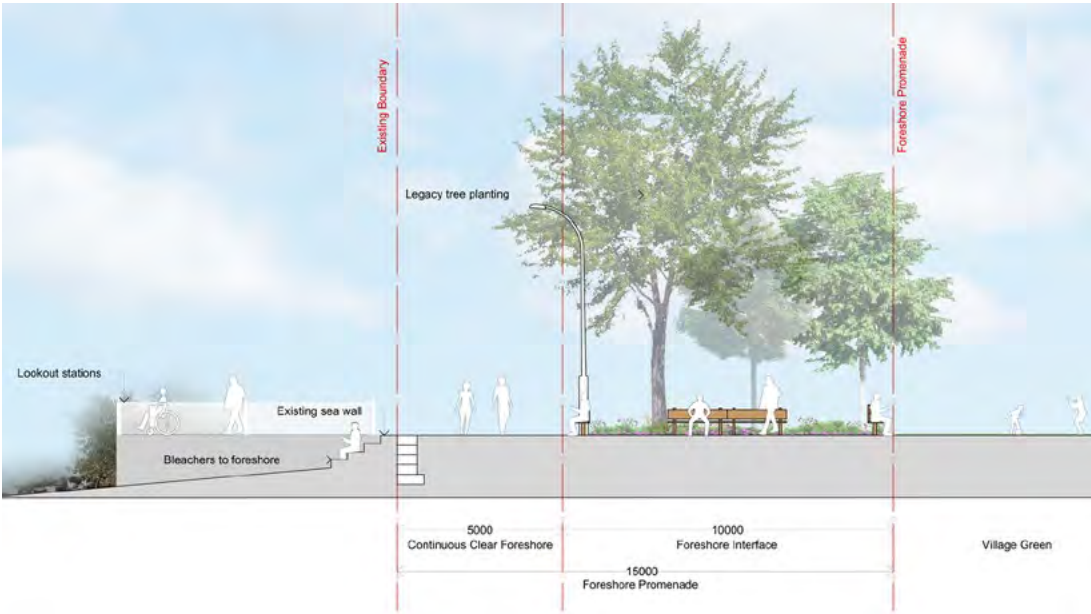 Existing Boundary
Foreshore Promenade
Legacy tree planting
Lookout stations
Existing sea wall
Bleachers to foreshore
5000
Continuous Clear Foreshore
10000
Foreshore Interface
Village Green
15000
Foreshore Promenade